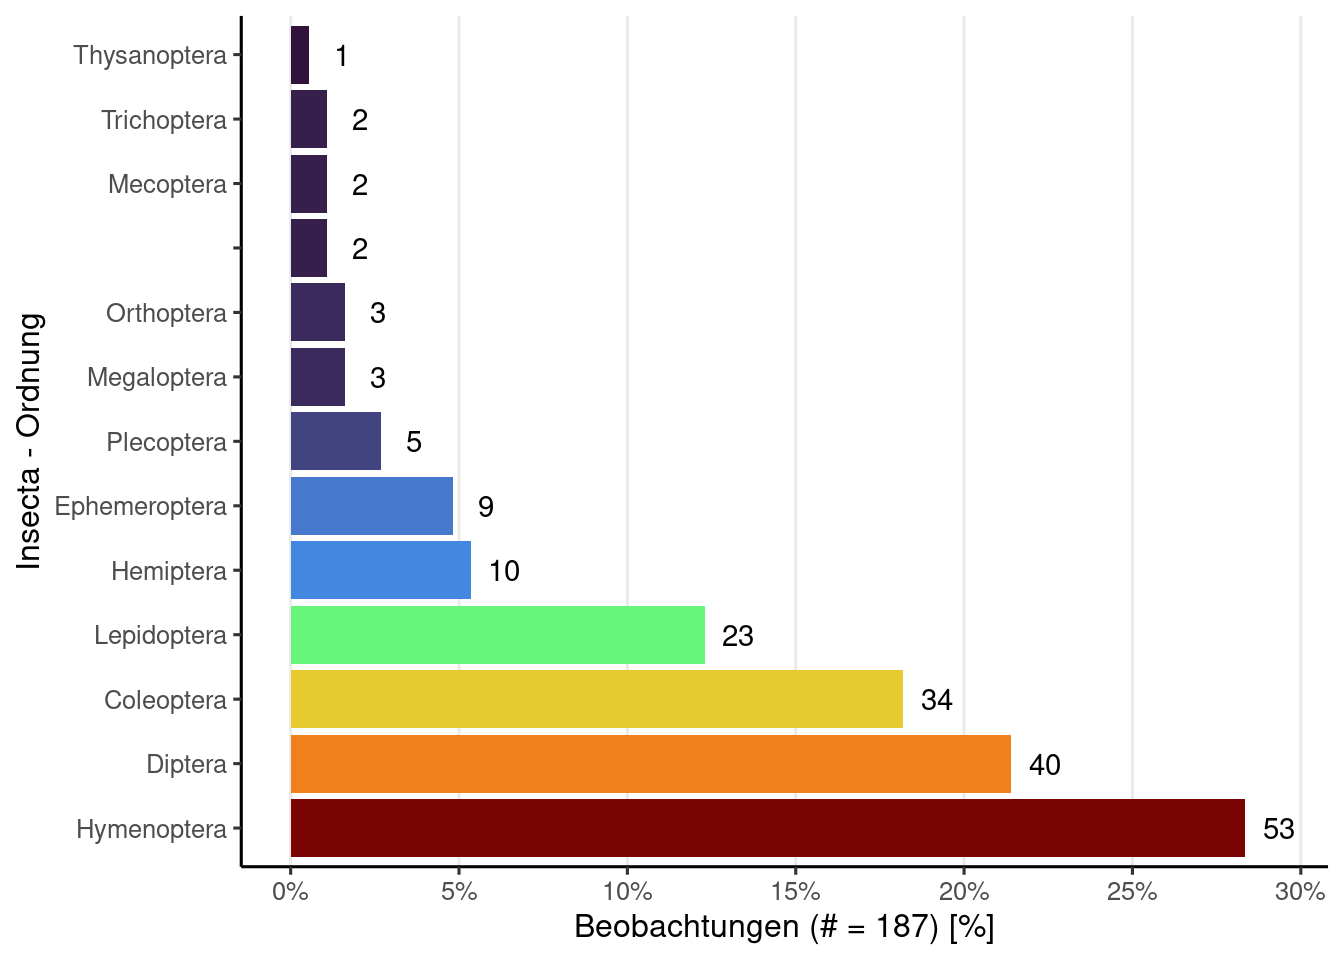 Thysanoptera 1
Trichoptera 2
Mecoptera 2
2
Orthoptera 3
Megaloptera 3
Plecoptera 5
Ephemeroptera 9
Hemiptera 10
Lepidoptera 23
Coleoptera 34
Diptera 40
Hymenoptera 53
Insecta - Ordnung
0% 5% 10% 15% 20% 25% 30%
Beobachtungen (# = 187) [%]